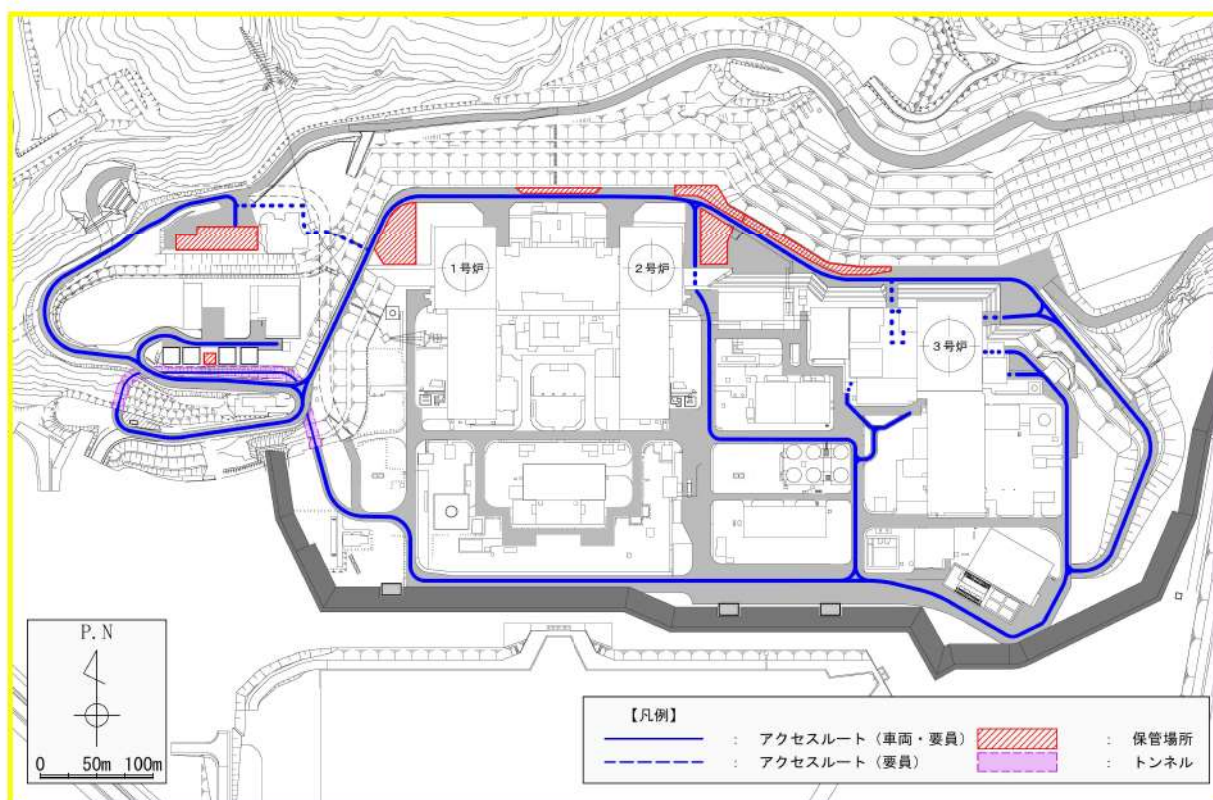 1号炉
2号炉
3号炉
P.N
0 50m 100m
【凡例】
: アクセスルート（車両・要員）
: 保管場所
: アクセスルート（要員）
: トンネル